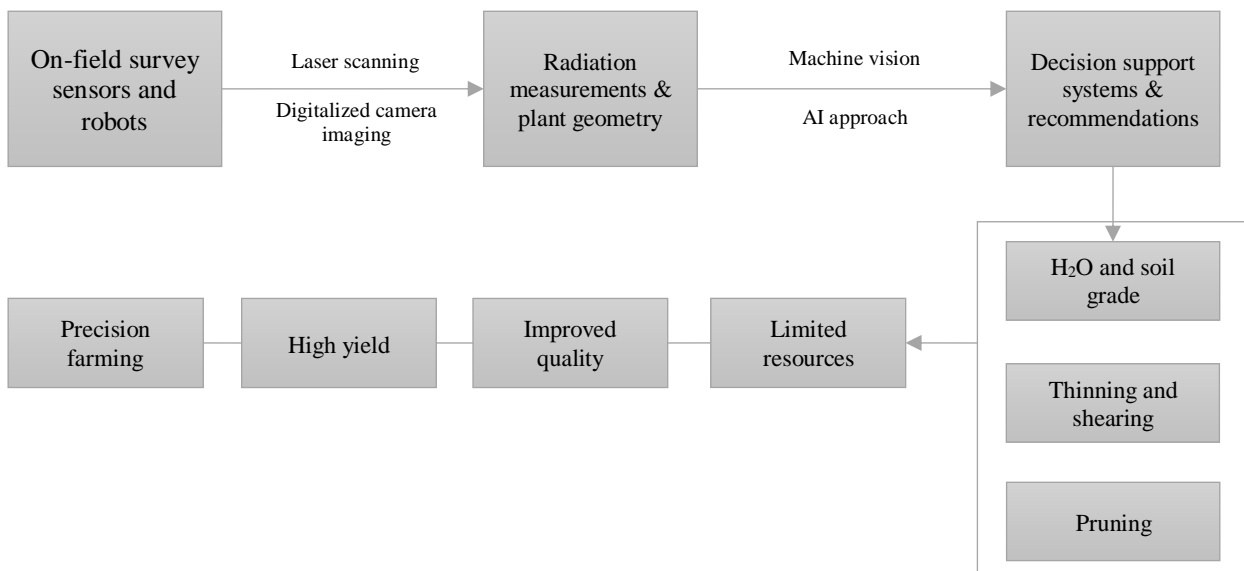 On-field survey
sensors and
robots
Laser scanning
Digitalized camera
imaging
Radiation
measurements &
plant geometry
Machine vision
AI approach
Decision support
systems &
recommendations
H₂O and soil
grade
Thinning and
shearing
Pruning
Limited
resources
Improved
quality
High yield
Precision
farming